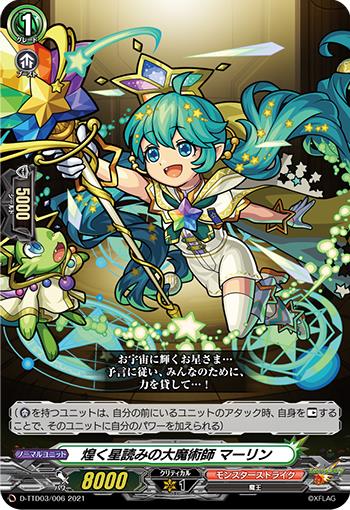 1
グレード
ブースト
5000
シールド
お宇宙に輝くお星さま…
予言に従い、みんなのために、
力を貸して…!
(を持つユニットは、自分の前にいるユニットのアタック時、自身を
することで、そのユニットに自分のパワーを加えられる)
ノーマルユニット
煌く星読みの大魔術師 マーリン
D-TTD03/006 2021
パワー
8000
クリティカル
1
モンスターストライク
魔王
©XFLAG